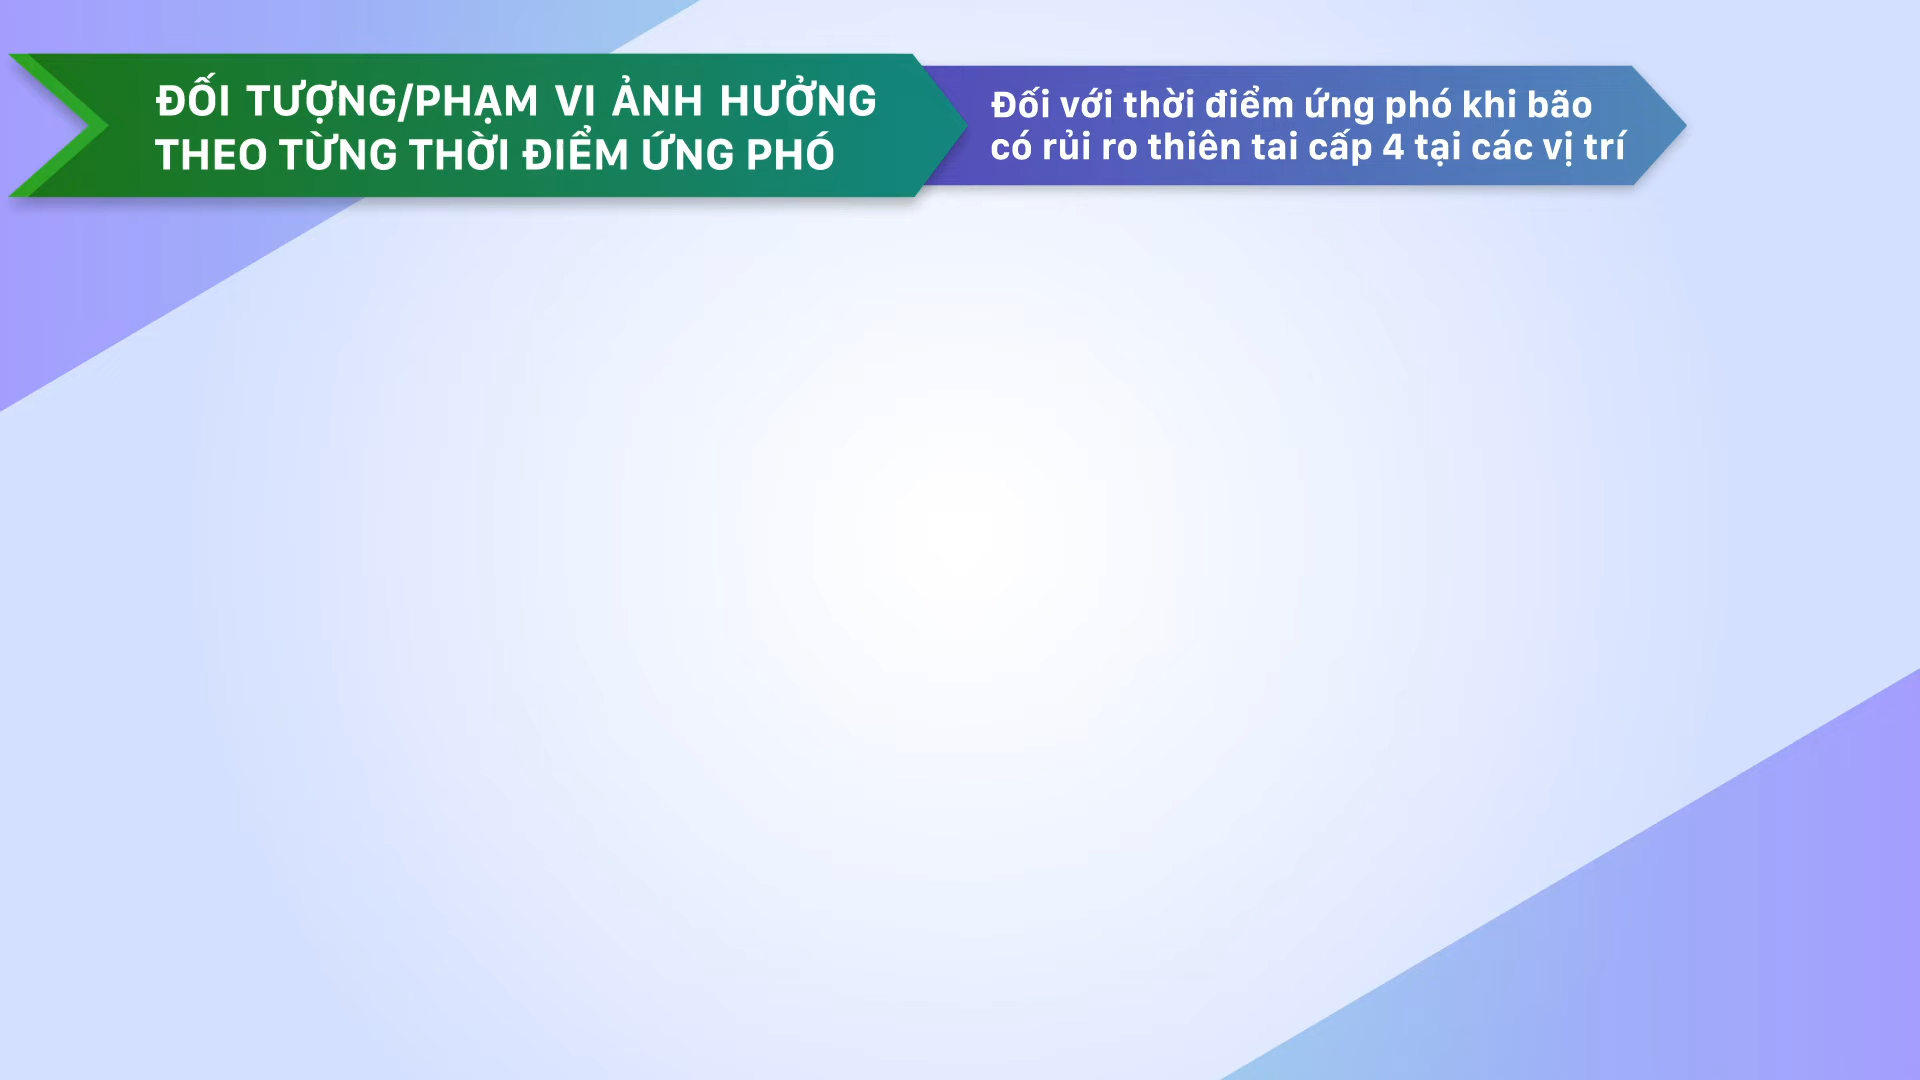 ĐỐI TƯỢNG/PHẠM VI ẢNH HƯỞNG
THEO TỪNG THỜI ĐIỂM ỨNG PHÓ
Đối với thời điểm ứng phó khi bão
có rủi ro thiên tai cấp 4 tại các vị trí